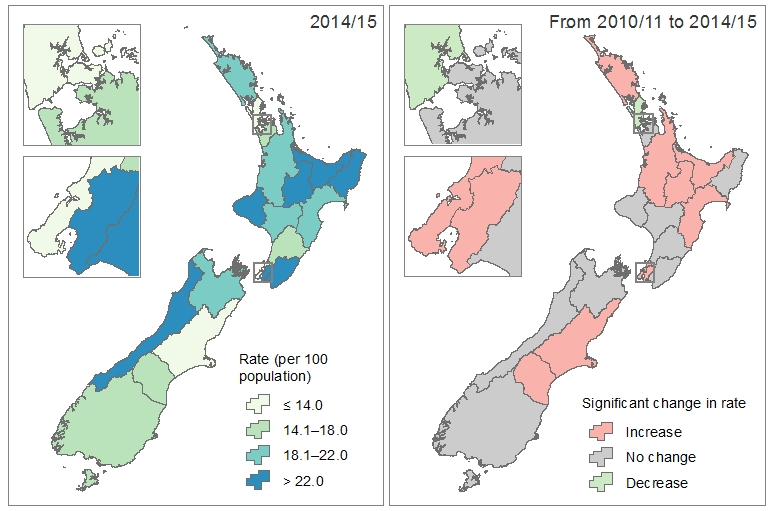 2014/15
Rate (per 100
population)
≤ 14.0
14.1–18.0
18.1–22.0
> 22.0
From 2010/11 to 2014/15
Significant change in rate
Increase
No change
Decrease